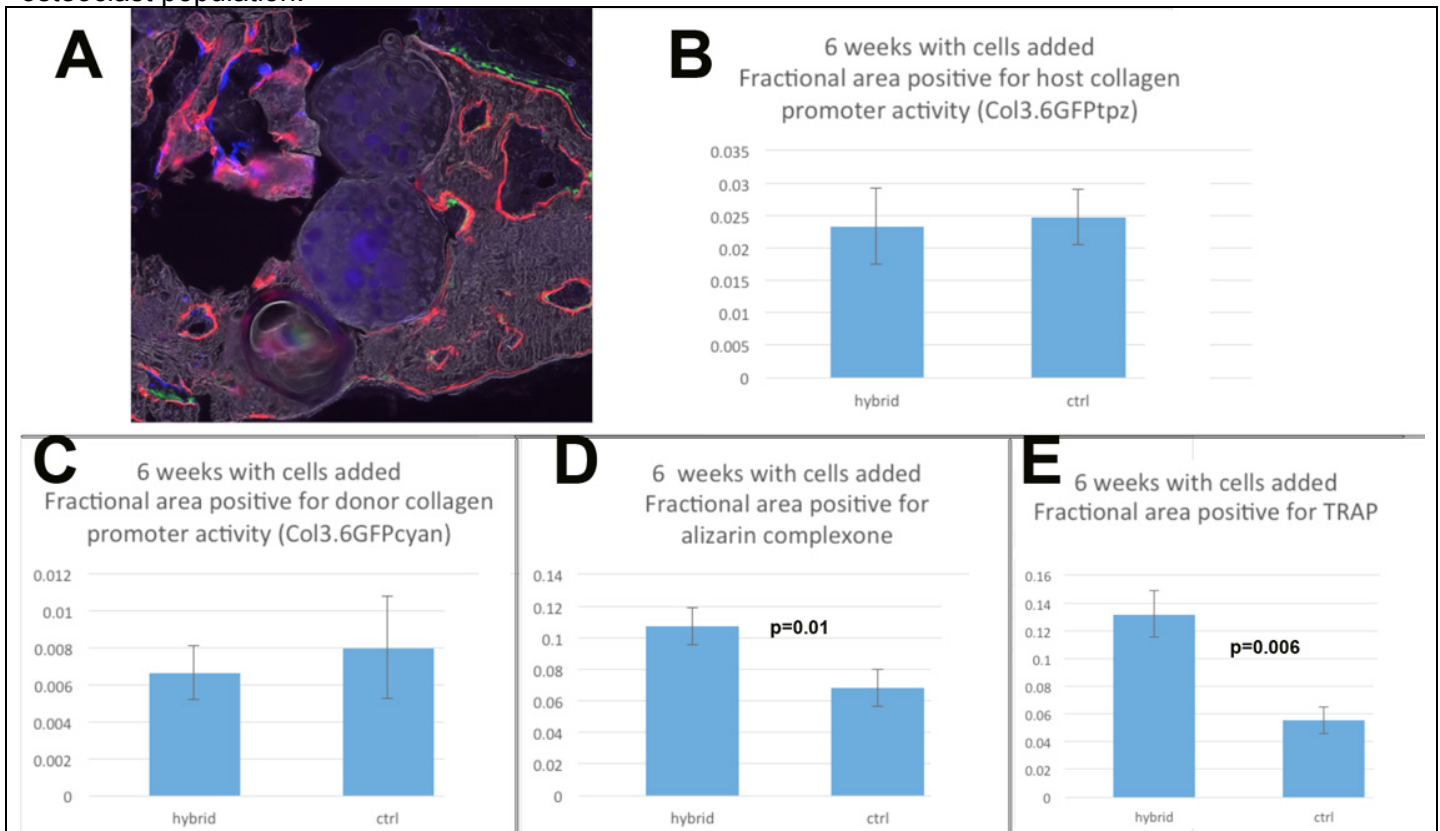 osteoclast population.
A
B
6 weeks with cells added
Fractional area positive for host collagen
promoter activity (Col3.6GFPtpz)
0.035
0.03
0.025
0.02
0.015
0.01
0.005
0
hybrid
ctrl
C
6 weeks with cells added
Fractional area positive for donor collagen
promoter activity (Col3.6GFPcyan)
0.012
0.01
0.008
0.006
0.004
0.002
0
hybrid
ctrl
D
6 weeks with cells added
Fractional area positive for
alizarin complexone
0.14
0.12
0.1
0.08
0.06
0.04
0.02
0
p=0.01
hybrid
ctrl
E
6 weeks with cells added
Fractional area positive for TRAP
0.16
0.14
0.12
0.1
0.08
0.06
0.04
0.02
0
p=0.006
hybrid
ctrl